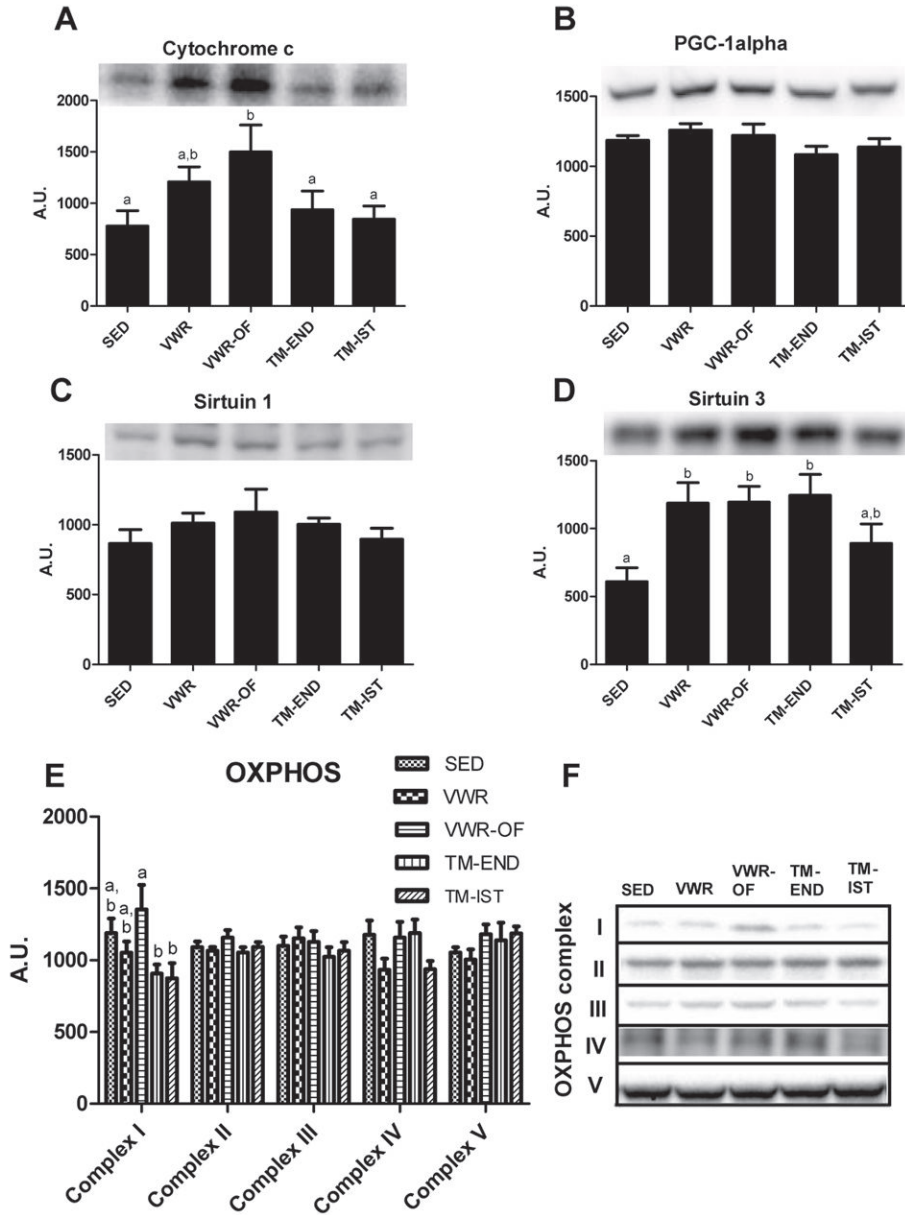 A
Cytochrome c
2000
1500
1000
500
0
A.U.
a
a,b
b
a
a
SED
VWR
VWR-OF
TM-END
TM-IST
B
PGC-1alpha
1500
1000
500
0
A.U.
SED
VWR
VWR-OF
TM-END
TM-IST
C
Sirtuin 1
1500
1000
500
0
A.U.
SED
VWR
VWR-OF
TM-END
TM-IST
D
Sirtuin 3
1500
1000
500
0
A.U.
a
b
b
b
a,b
SED
VWR
VWR-OF
TM-END
TM-IST
E
OXPHOS
SED
VWR
VWR-OF
TM-END
TM-IST
2000
1500
1000
500
0
A.U.
a,
b
a,
b
a
b
b
Complex I
Complex II
Complex III
Complex IV
Complex V
F
SED
VWR
VWR-
OF
TM-
END
TM-
IST
OXPHOS complex
I
II
III
IV
V